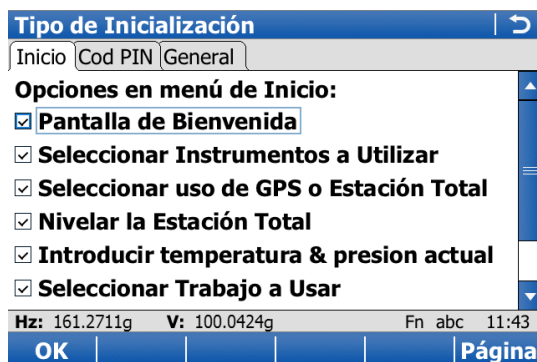 Tipo de Inicialización
Inicio Cod PIN General
Opciones en menú de Inicio:
Pantalla de Bienvenida
Seleccionar Instrumentos a Utilizar
Seleccionar uso de GPS o Estación Total
Nivelar la Estación Total
Introducir temperatura & presion actual
Seleccionar Trabajo a Usar
Hz: 161.2711g V: 100.0424g Fn abc 11:43
OK Página